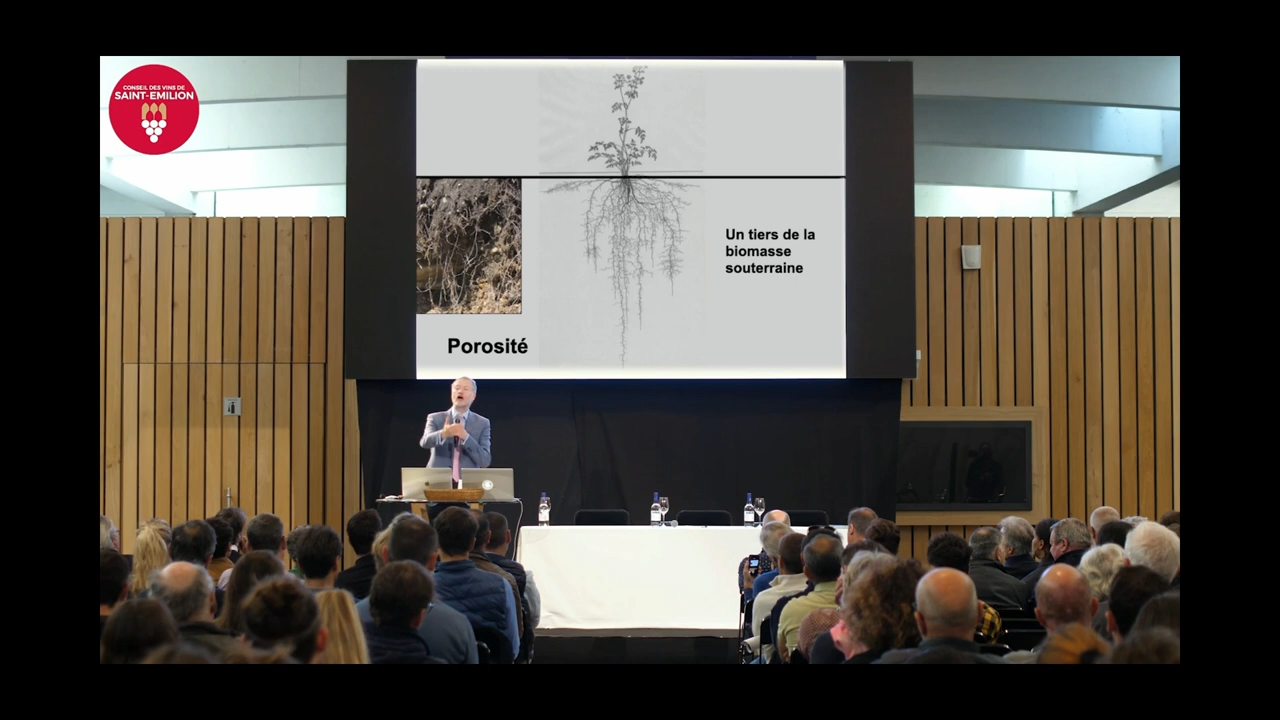 CONSEIL DES VINS DE
SAINT-EMILION
Un tiers de la
biomasse
souterraine
Porosité